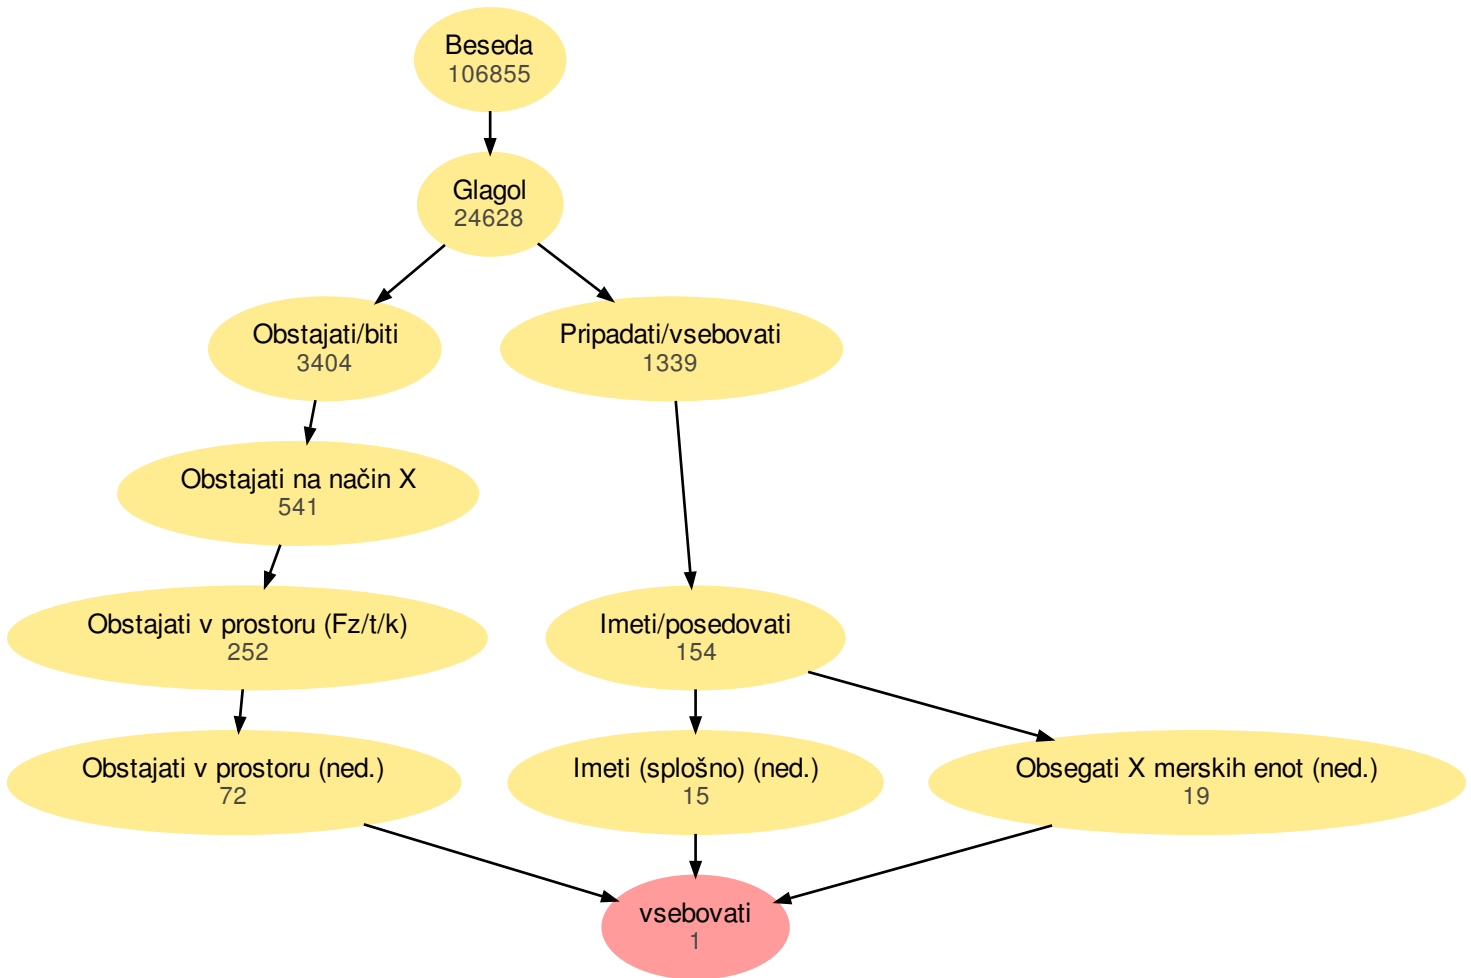 Beseda
106855
Glagol
24628
Obstajati/biti
3404
Pripadati/vsebovati
1339
Obstajati na način X
541
Obstajati v prostoru (Fz/t/k)
252
Imeti/posedovati
154
Obstajati v prostoru (ned.)
72
Imeti (splošno) (ned.)
15
Obsegati X merskih enot (ned.)
19
vsebovati
1